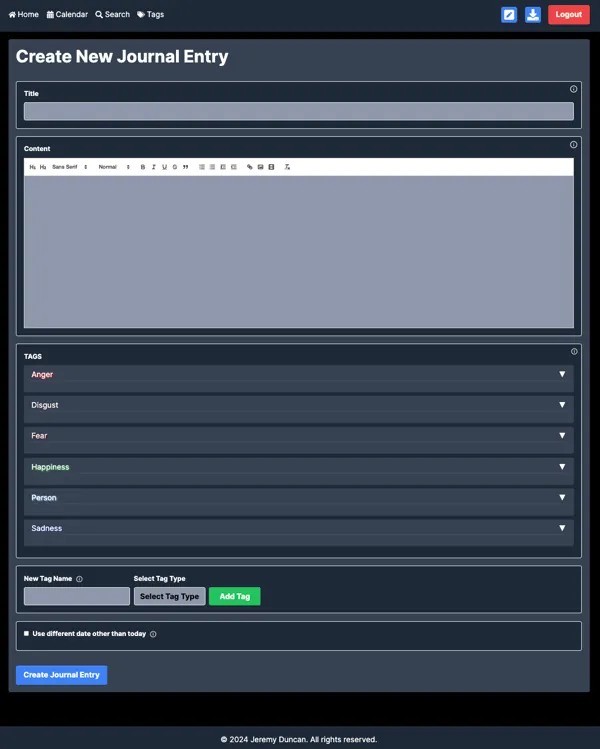 Home Calendar Search Tags Logout
Create New Journal Entry
Title
Content
H1 H2 Sans Serif Normal B I U S
TAGS
Anger
Disgust
Fear
Happiness
Person
Sadness
New Tag Name Select Tag Type
Select Tag Type Add Tag
Use different date other than today
Create Journal Entry
© 2024 Jeremy Duncan. All rights reserved.